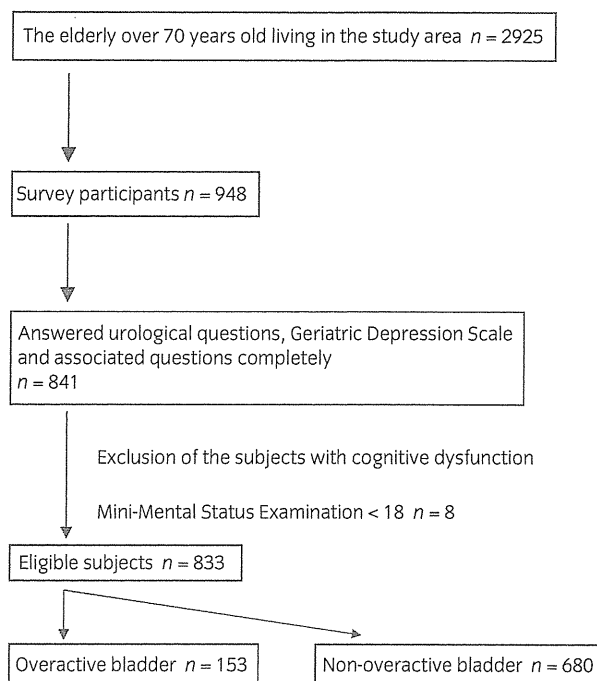 The elderly over 70 years old living in the study area n = 2925
Survey participants n = 948
Answered urological questions, Geriatric Depression Scale
and associated questions completely
n = 841
Exclusion of the subjects with cognitive dysfunction
Mini-Mental Status Examination < 18 n = 8
Eligible subjects n = 833
Overactive bladder n = 153
Non-overactive bladder n = 680